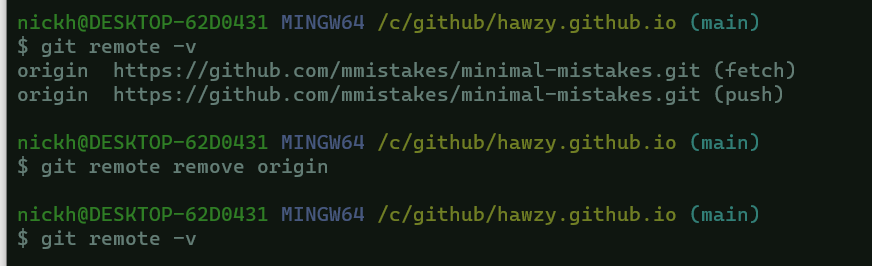 nickh@DESKTOP-62D0431 MINGW64 /c/github/hawzy.github.io (main)
$ git remote -v
origin  https://github.com/mmistakes/minimal-mistakes.git (fetch)
origin  https://github.com/mmistakes/minimal-mistakes.git (push)
nickh@DESKTOP-62D0431 MINGW64 /c/github/hawzy.github.io (main)
$ git remote remove origin
nickh@DESKTOP-62D0431 MINGW64 /c/github/hawzy.github.io (main)
$ git remote -v